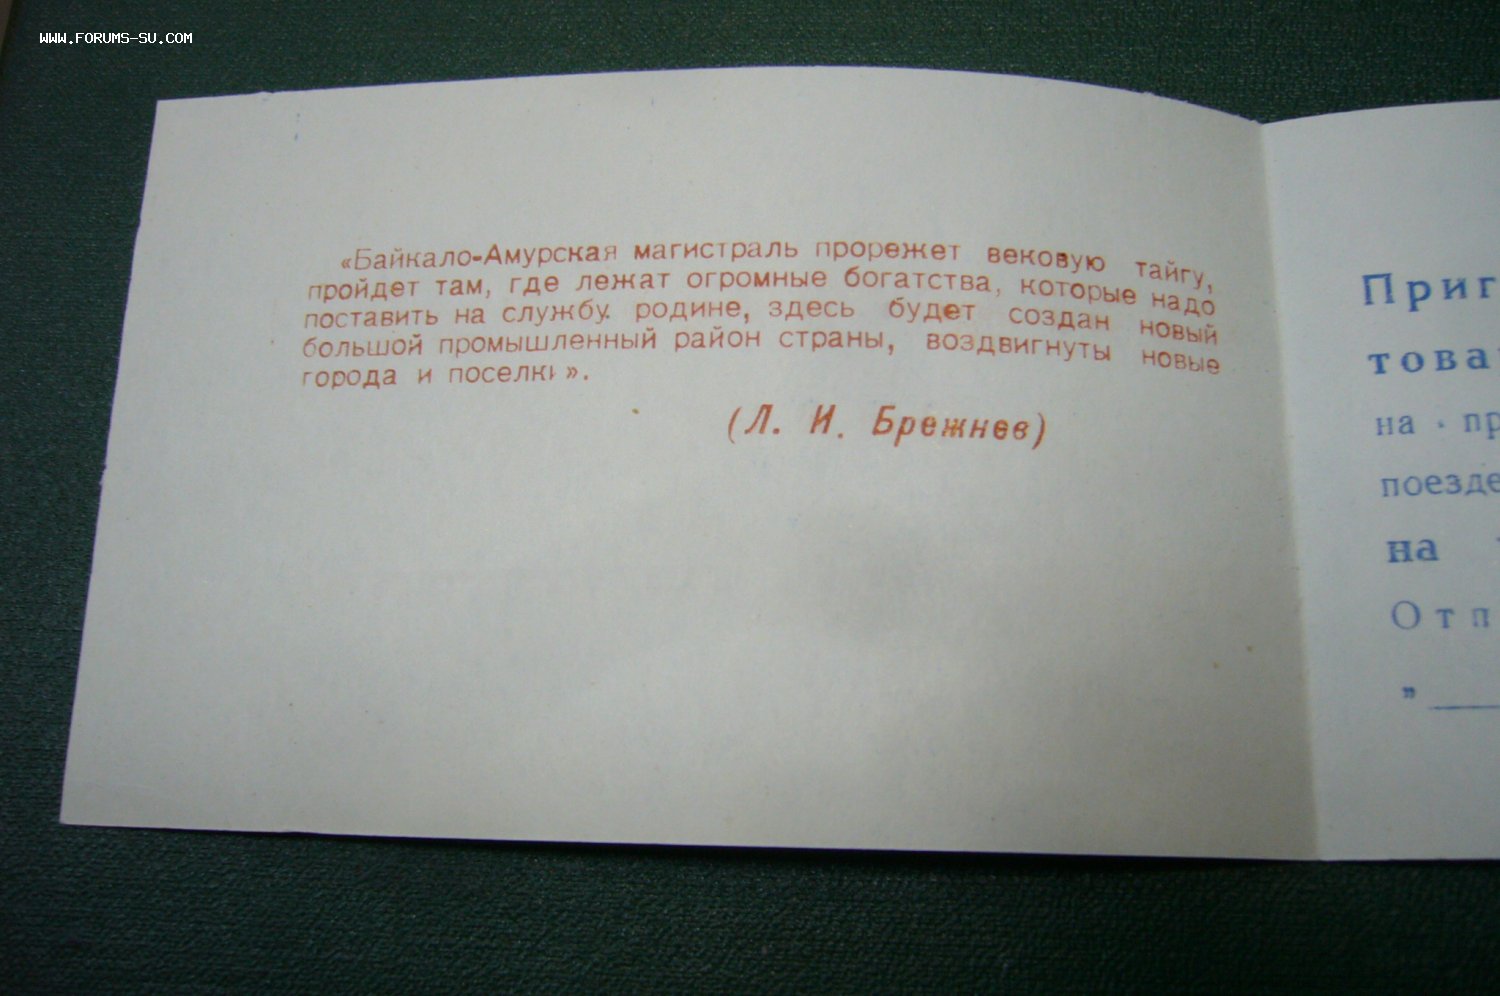 WWW.FORUMS-SU.COM
«Байкало-Амурская магистраль прорежет вековую тайгу,
пройдет там, где лежат огромные богатства, которые надо
поставить на службу родине, здесь будет создан новый
большой промышленный район страны, воздвигнуты новые
города и поселки».
(Л. И. Брежнев)
Приг
това
на пр
поезде
на
Отп
" ____